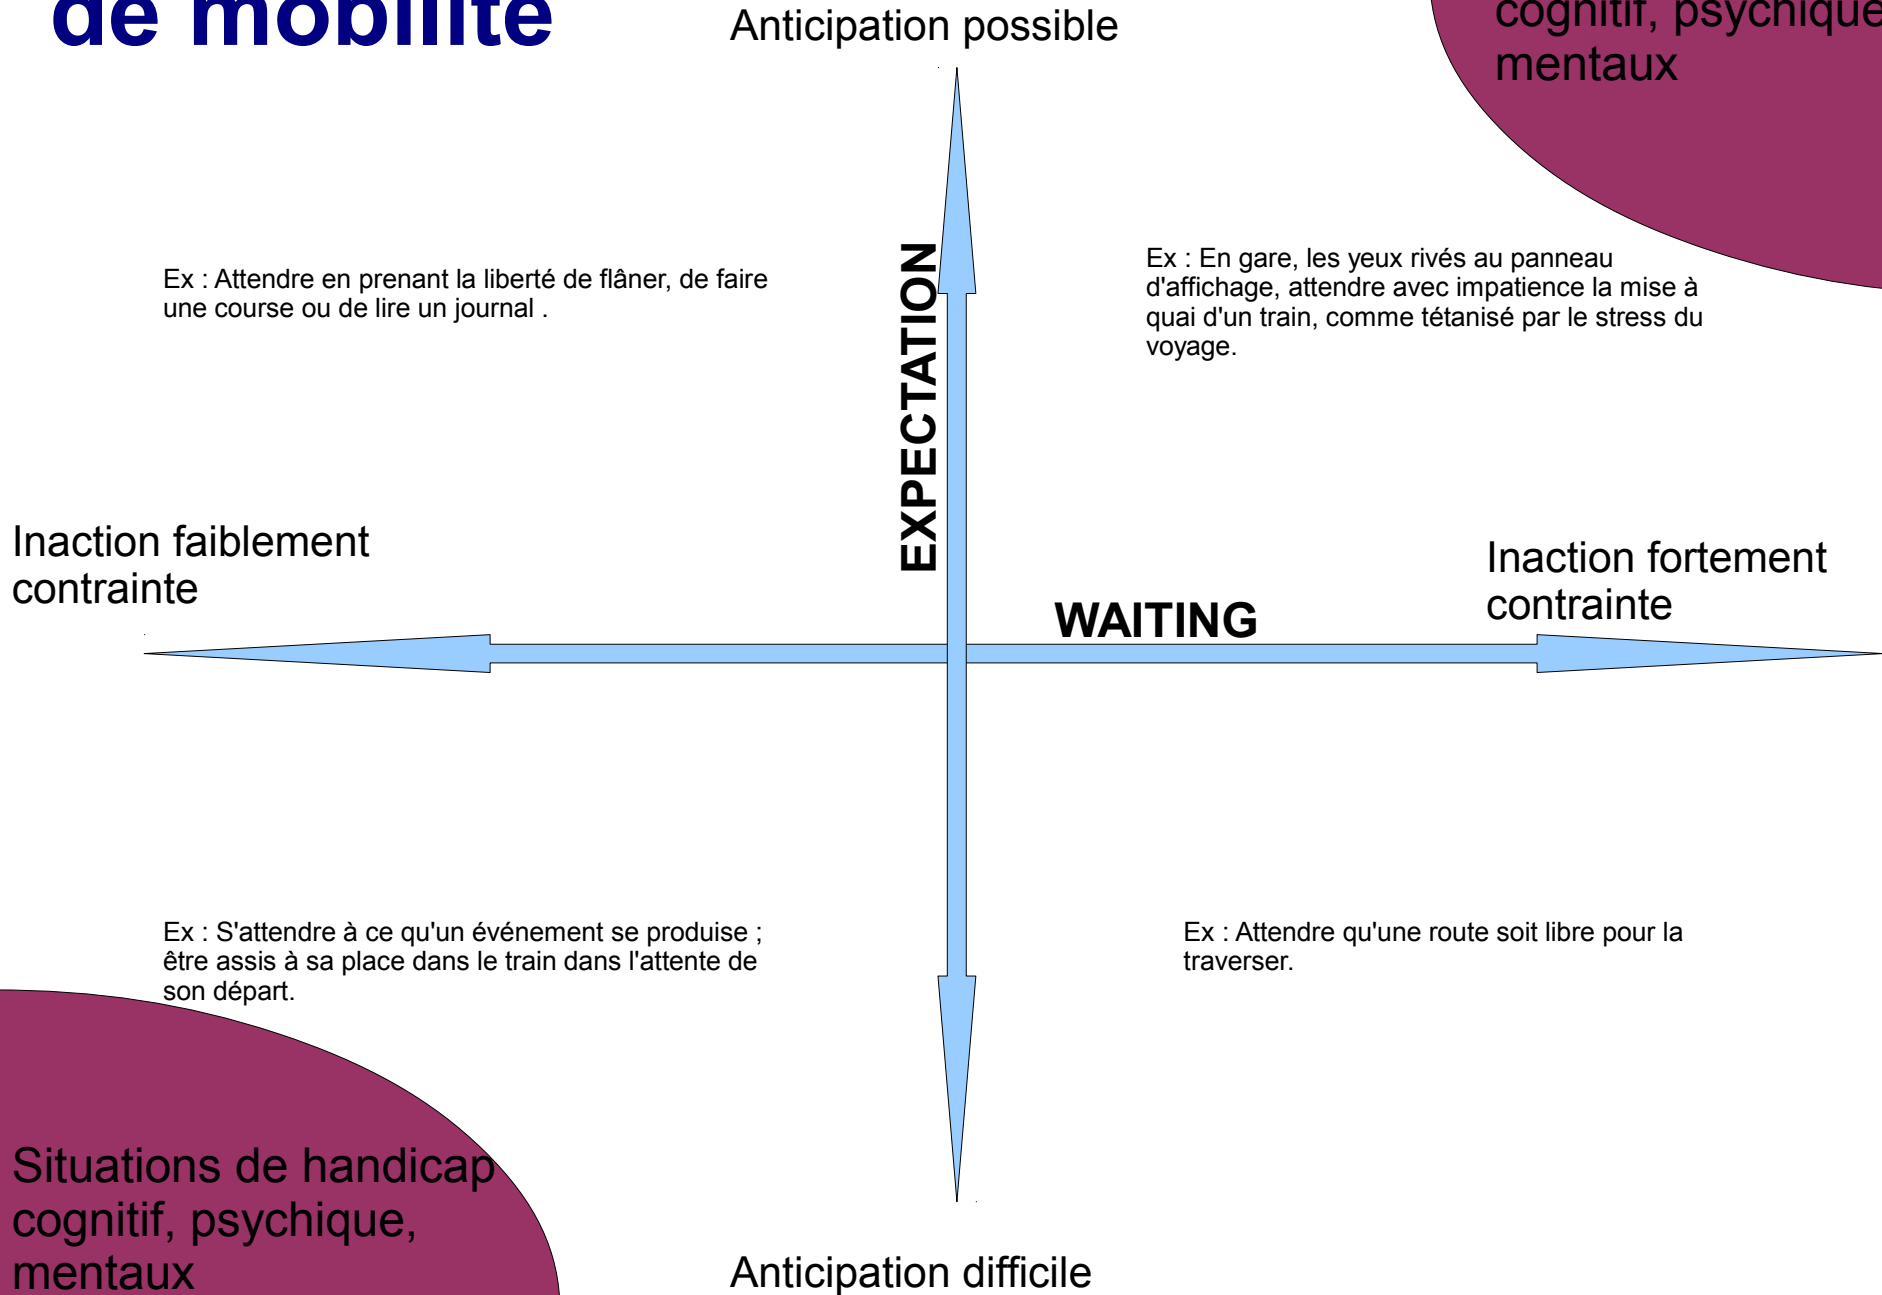 de mobilité
Anticipation possible
cognitif, psychique
mentaux
Ex : Attendre en prenant la liberté de flâner, de faire
une course ou de lire un journal .
EXPECTATION
Ex : En gare, les yeux rivés au panneau
d'affichage, attendre avec impatience la mise à
quai d'un train, comme tétanisé par le stress du
voyage.
Inaction faiblement
contrainte
WAITING
Inaction fortement
contrainte
Ex : S'attendre à ce qu'un événement se produise ;
être assis à sa place dans le train dans l'attente de
son départ.
Ex : Attendre qu'une route soit libre pour la
traverser.
Situations de handicap
cognitif, psychique,
mentaux
Anticipation difficile